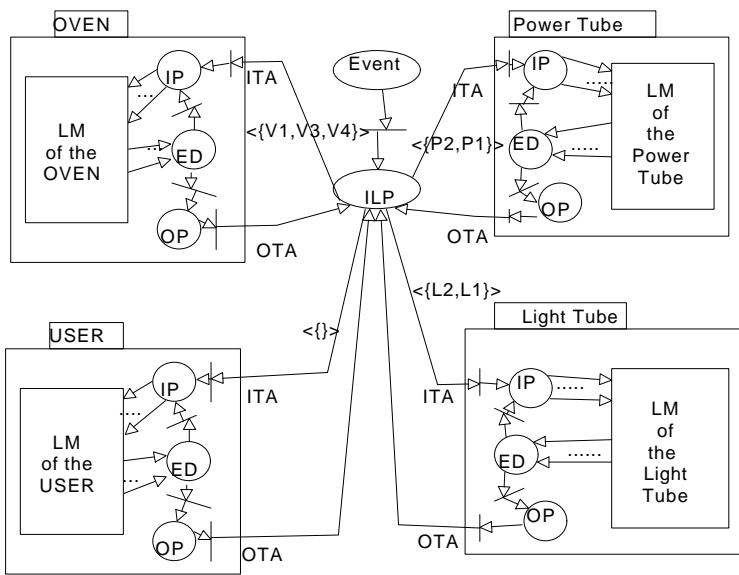 OVEN
IP
ITA
....
LM
of the
OVEN
.....
ED
OP
OTA
Event
<{V1,V3,V4}>
<{P2,P1}>
ILP
Power Tube
ITA
IP
......
LM
of
the
Power
Tube
ED
......
OP
OTA
<{}>
<{L2,L1}>
USER
IP
ITA
.....
LM
of the
USER
ED
.....
OP
OTA
Light Tube
ITA
IP
.....
LM
of
the
Light
Tube
ED
......
OP
OTA